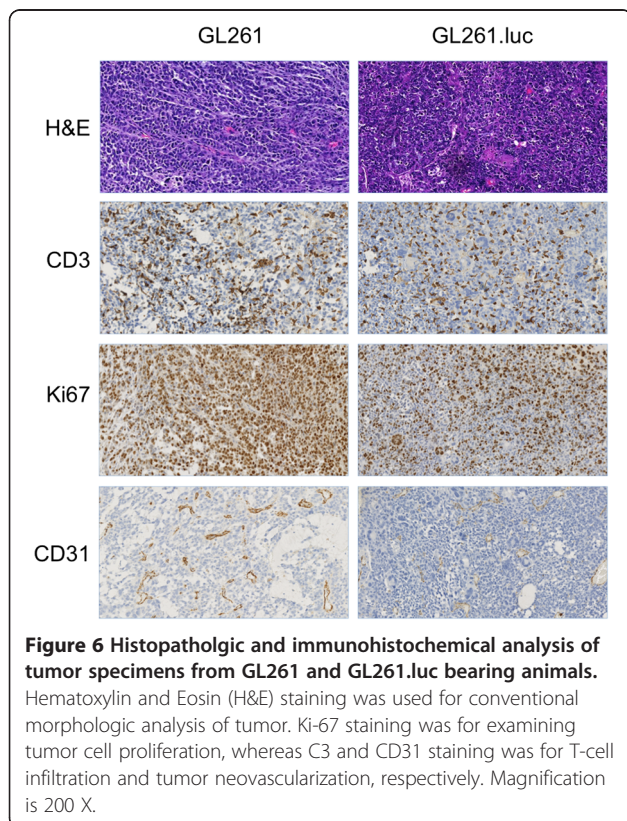 GL261 GL261.luc
H&E
CD3
Ki67
CD31
Figure 6 Histopatholgic and immunohistochemical analysis of
tumor specimens from GL261 and GL261.luc bearing animals.
Hematoxylin and Eosin (H&E) staining was used for conventional
morphologic analysis of tumor. Ki-67 staining was for examining
tumor cell proliferation, whereas C3 and CD31 staining was for T-cell
infiltration and tumor neovascularization, respectively. Magnification
is 200 X.